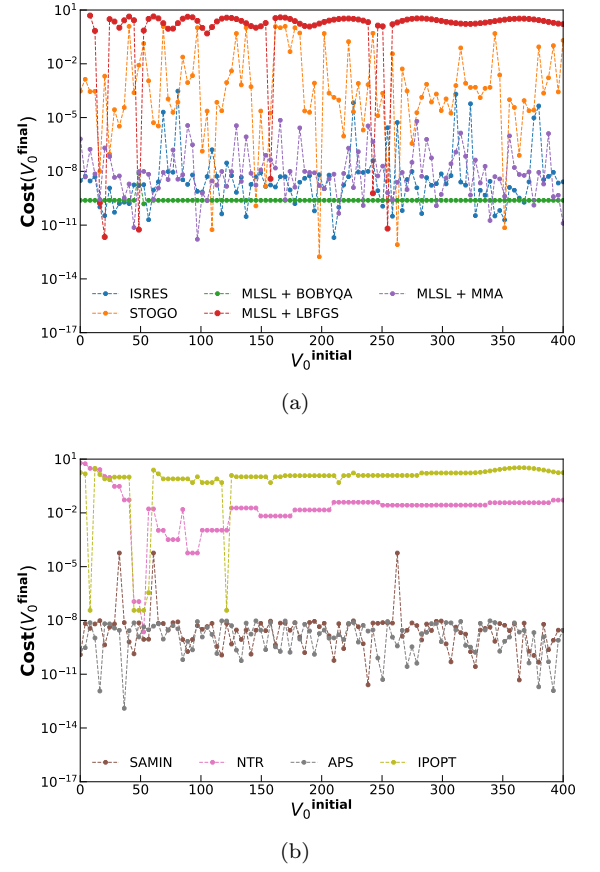 10^1
10^-2
10^-5
10^-8
10^-11
10^-14
10^-17
Cost(V_0^final)
ISRES
MLSL + BOBYQA
MLSL + MMA
STOGO
MLSL + LBFGS
0 50 100 150 200 250 300 350 400
V_0^initial
(a)
10^1
10^-2
10^-5
10^-8
10^-11
10^-14
10^-17
Cost(V_0^final)
SAMIN
NTR
APS
IPOPT
0 50 100 150 200 250 300 350 400
V_0^initial
(b)